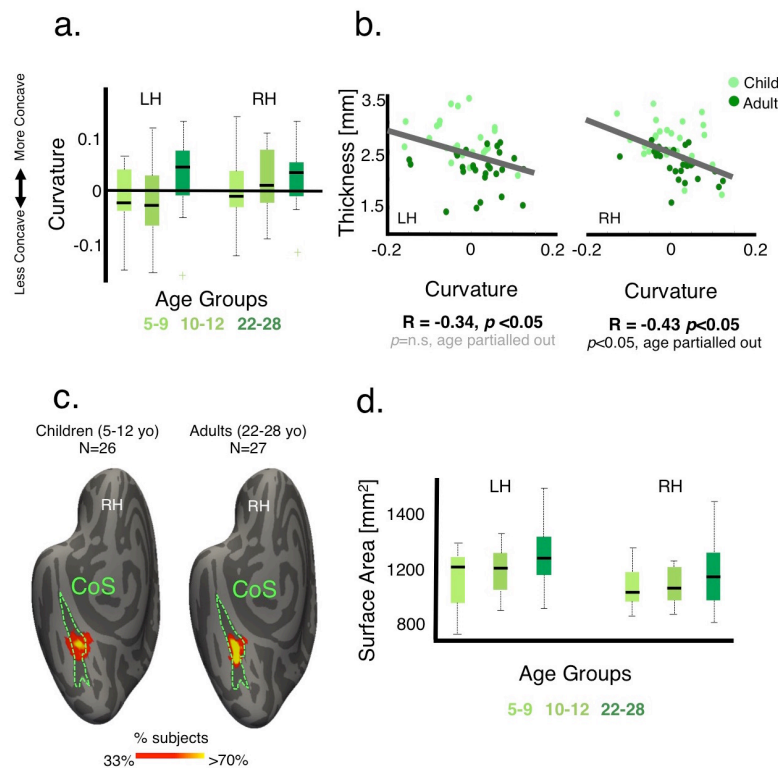 a.
LH
RH
More Concave
Less Concave
Curvature
0.1
0
-0.1
Age Groups
5-9 10-12 22-28
b.
Child
Adult
Thickness [mm]
3.5
2.5
1.5
LH
RH
-0.2 0 0.2
-0.2 0 0.2
Curvature
Curvature
R = -0.34, p <0.05
p=n.s, age partialled out
R = -0.43 p<0.05
p<0.05, age partialled out
c.
Children (5-12 yo)
N=26
Adults (22-28 yo)
N=27
RH
RH
CoS
CoS
% subjects
33% >70%
d.
LH
RH
Surface Area [mm²]
1400
1200
800
Age Groups
5-9 10-12 22-28